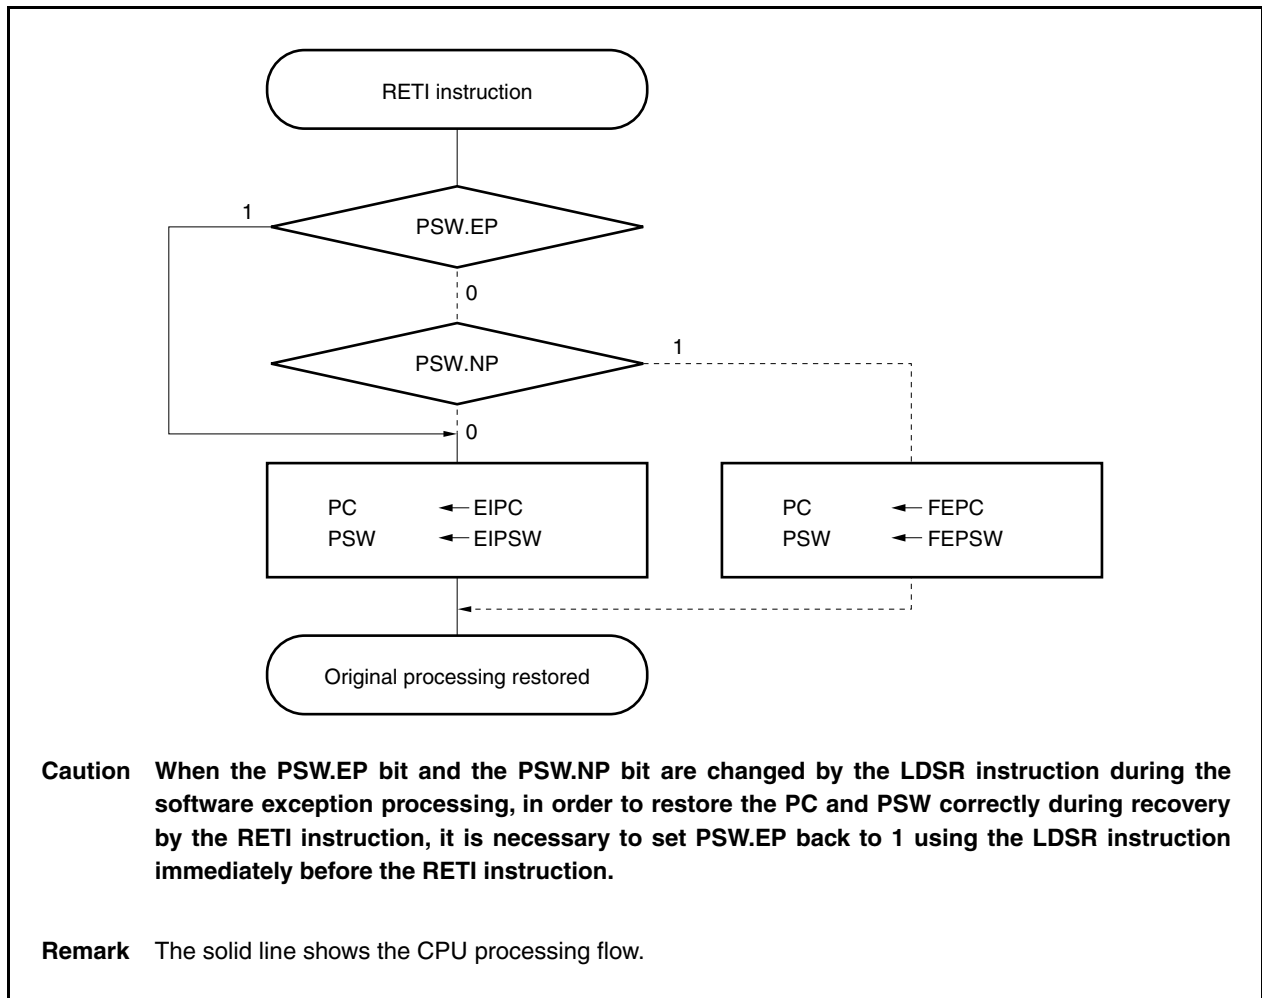 RETI instruction
1
PSW.EP
0
1
PSW.NP
0
PC ← EIPC
PSW ← EIPSW
PC ← FEPC
PSW ← FEPSW
Original processing restored
Caution When the PSW.EP bit and the PSW.NP bit are changed by the LDSR instruction during the
software exception processing, in order to restore the PC and PSW correctly during recovery
by the RETI instruction, it is necessary to set PSW.EP back to 1 using the LDSR instruction
immediately before the RETI instruction.
Remark The solid line shows the CPU processing flow.